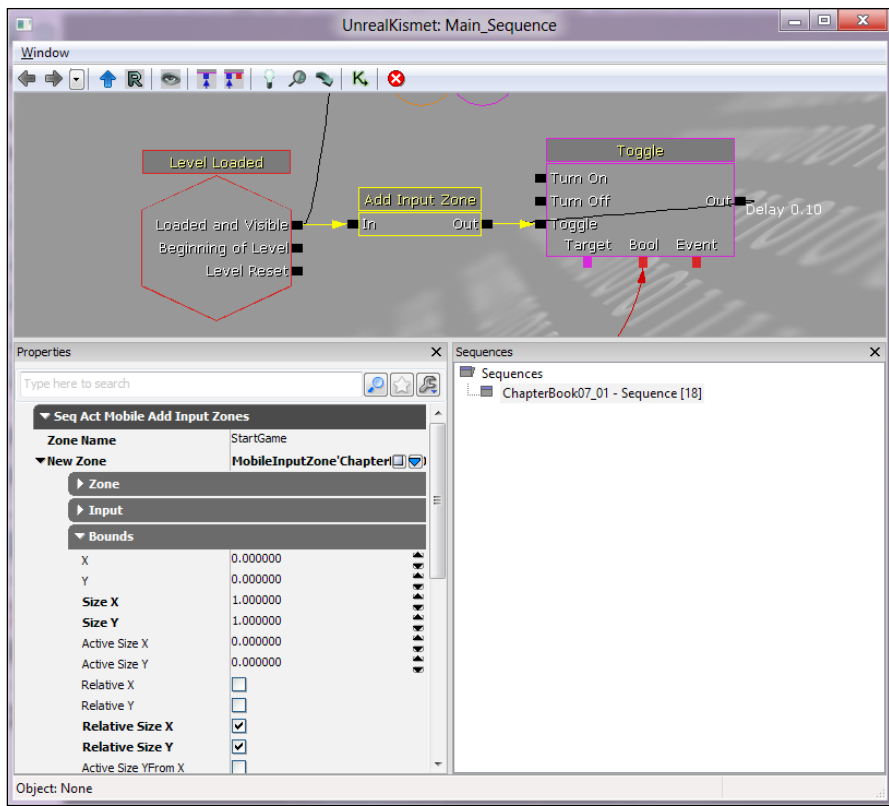 UnrealKismet: Main_Sequence
Window
Level Loaded
Loaded and Visible
Beginning of Level
Level Reset
Add Input Zone
In Out
Toggle
Turn On
Turn Off Out
Toggle
Target Bool Event
Delay 0.10
Properties
Type here to search
Seq Act Mobile Add Input Zones
Zone Name StartGame
New Zone MobileInputZone'Chapter
Zone
Input
Bounds
X 0.000000
Y 0.000000
Size X 1.000000
Size Y 1.000000
Active Size X 0.000000
Active Size Y 0.000000
Relative X
Relative Y
Relative Size X
Relative Size Y
Active Size YFrom X
Sequences
Sequences
ChapterBook07_01 - Sequence [18]
Object: None